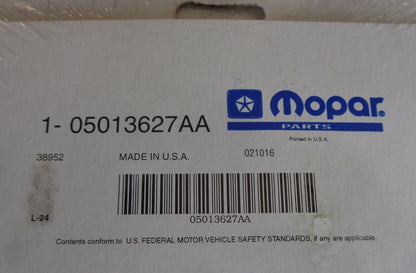 Mopar.
PARTS
Printed in U.S.A.
1- 05013627AA
38952 MADE IN U.S.A. 021016
05013627AA
L-24
Contents conform to U.S. FEDERAL MOTOR VEHICLE SAFETY STANDARDS, if any are applicable.